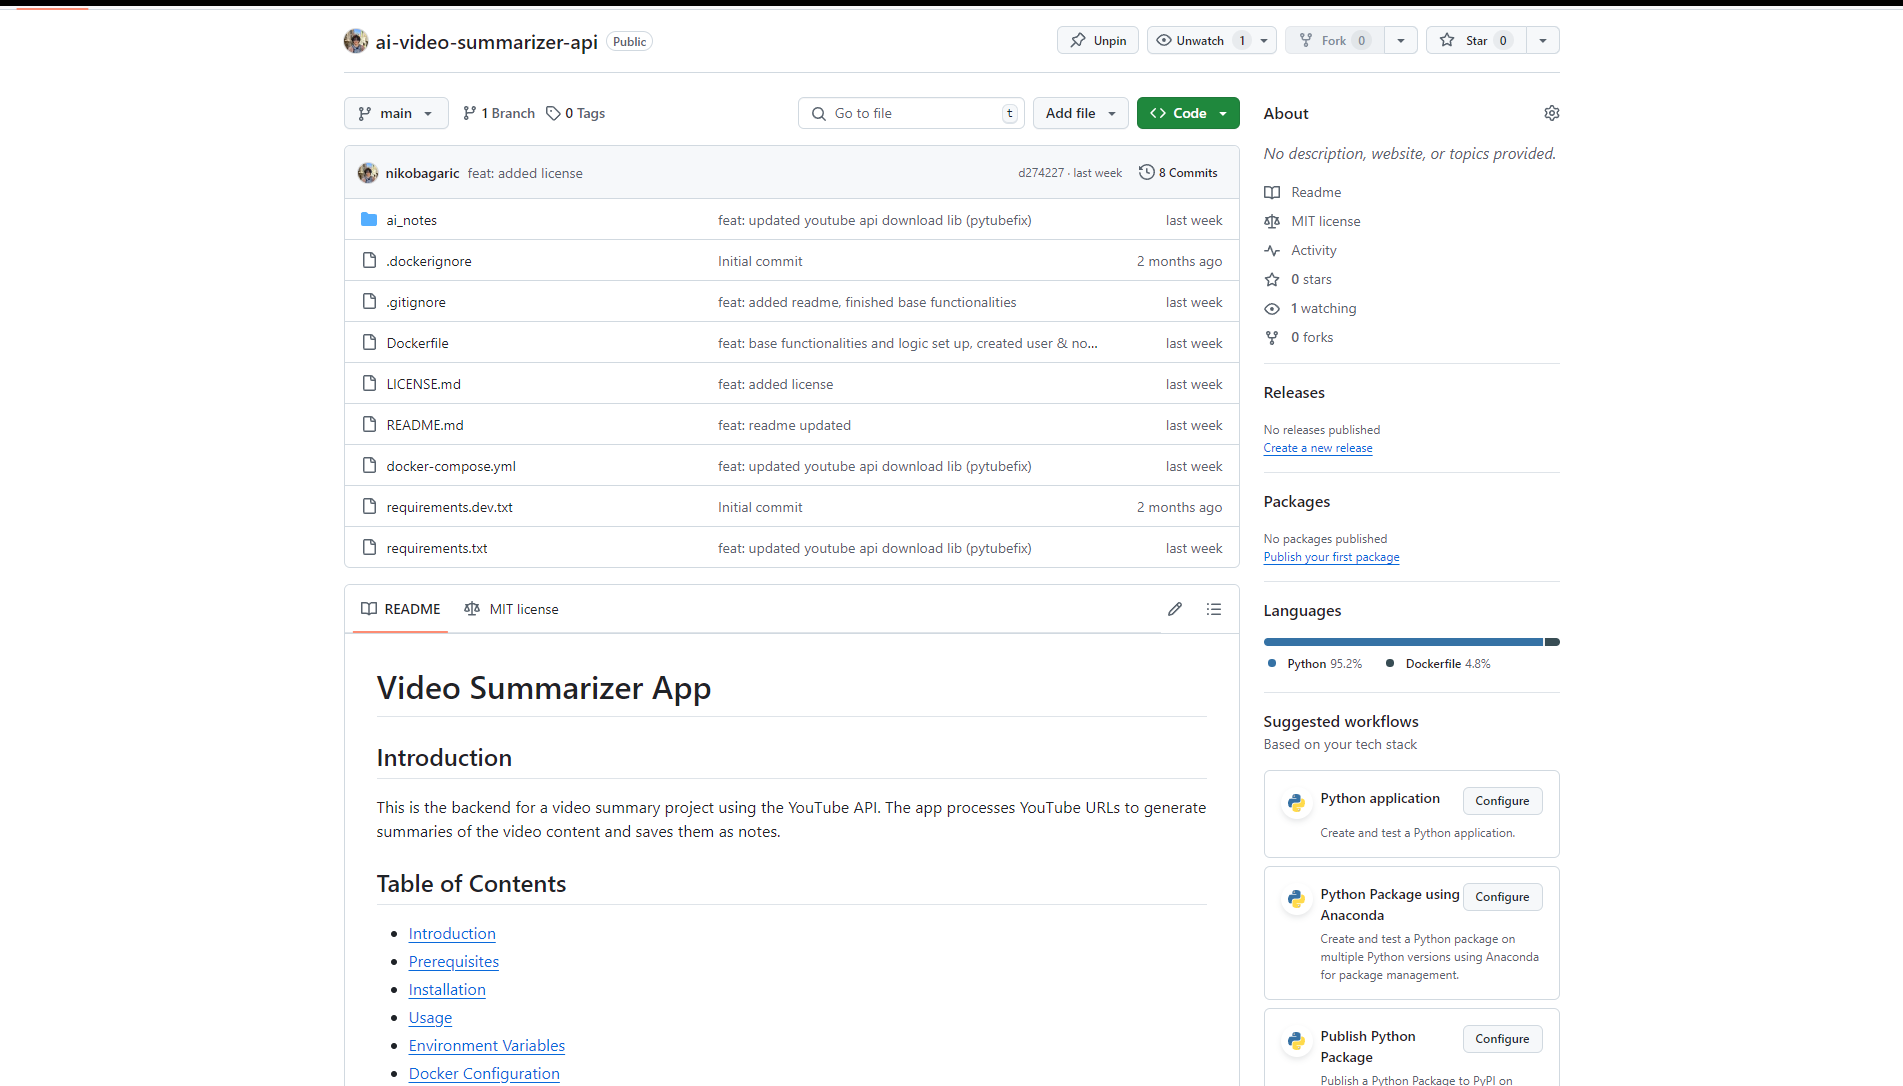 ai-video-summarizer-api Public
Unpin Unwatch 1 Fork 0 Star 0
main 1 Branch 0 Tags Go to file t Add file Code
nikobagaric feat: added license d274227 · last week 8 Commits
ai_notes feat: updated youtube api download lib (pytubefix) last week
.dockerignore Initial commit 2 months ago
.gitignore feat: added readme, finished base functionalities last week
Dockerfile feat: base functionalities and logic set up, created user & no... last week
LICENSE.md feat: added license last week
README.md feat: readme updated last week
docker-compose.yml feat: updated youtube api download lib (pytubefix) last week
requirements.dev.txt Initial commit 2 months ago
requirements.txt feat: updated youtube api download lib (pytubefix) last week
README MIT license
Video Summarizer App
Introduction
This is the backend for a video summary project using the YouTube API. The app processes YouTube URLs to generate
summaries of the video content and saves them as notes.
Table of Contents
Introduction
Prerequisites
Installation
Usage
Environment Variables
Docker Configuration
About
No description, website, or topics provided.
Readme
MIT license
Activity
0 stars
1 watching
0 forks
Releases
No releases published
Create a new release
Packages
No packages published
Publish your first package
Languages
Python 95.2% Dockerfile 4.8%
Suggested workflows
Based on your tech stack
Python application Configure
Create and test a Python application.
Python Package using Configure
Anaconda
Create and test a Python package on
multiple Python versions using Anaconda
for package management.
Publish Python Configure
Package
Publish a Python Package to PyPI on